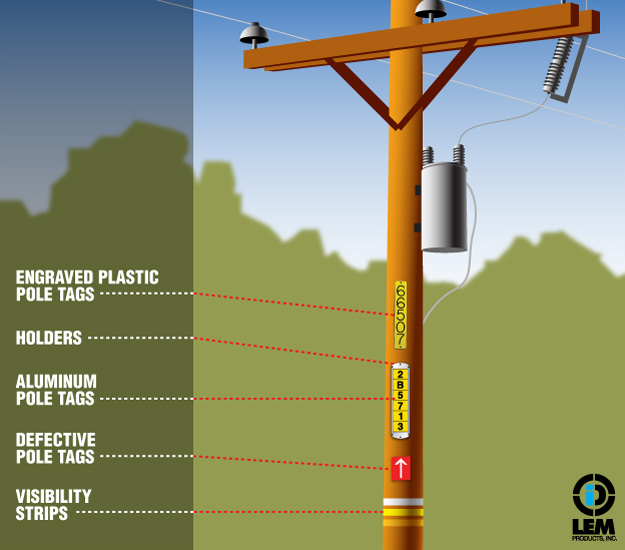 ENGRAVED PLASTIC
POLE TAGS
66507
HOLDERS
2
B
5
7
1
3
ALUMINUM
POLE TAGS
DEFECTIVE
POLE TAGS
VISIBILITY
STRIPS
LEM
PRODUCTS, INC.